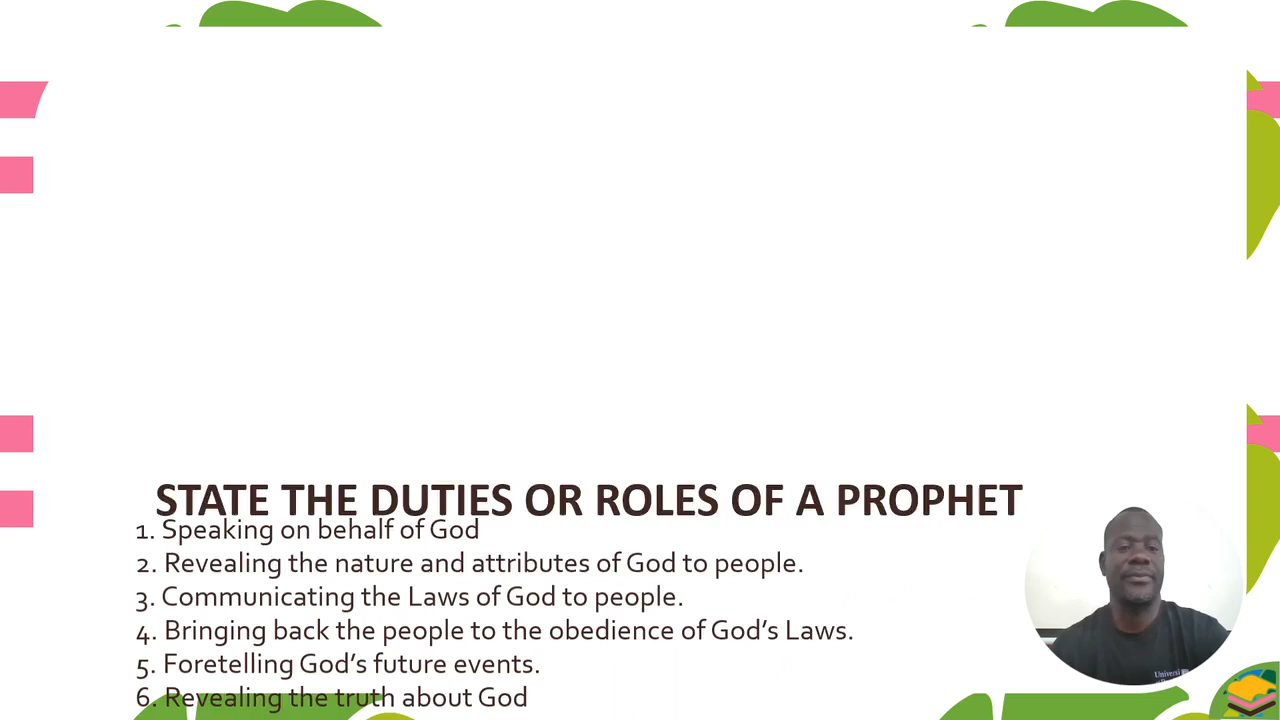 STATE THE DUTIES OR ROLES OF A PROPHET
1. Speaking on behalf of God
2. Revealing the nature and attributes of God to people.
3. Communicating the Laws of God to people.
4. Bringing back the people to the obedience of God’s Laws.
5. Foretelling God’s future events.
6. Revealing the truth about God